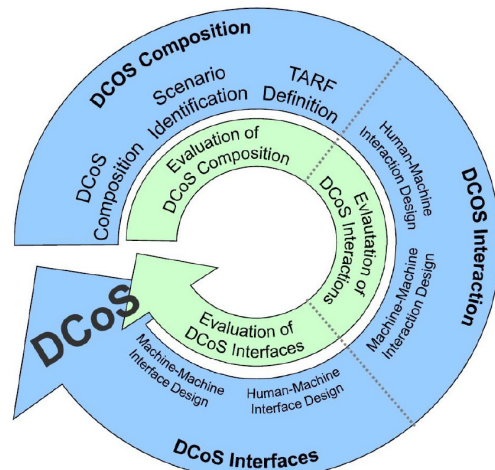 DCOS Composition
DCoS
Composition
Scenario
Identification
TARF
Definition
Evaluation of
DCoS Composition
Human-Machine
Interaction Design
DCOS Interaction
Evlautation of
DCoS Interactions
Machine-Machine
Interaction Design
DCoS
Evaluation of
DCoS Interfaces
Machine-Machine
Interface Design
Human-Machine
Interface Design
DCoS Interfaces